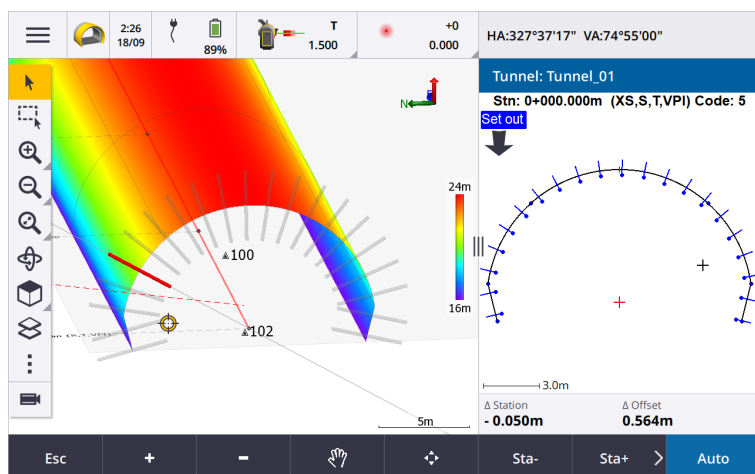 2:26
18/09
89%
T
1.500
+0
0.000
HA:327°37'17" VA:74°55'00"
Tunnel: Tunnel_01
Stn: 0+000.000m (XS,S,T,VPI) Code: 5
Set out
N
24m
16m
100
102
5m
3.0m
Δ Station
Δ Offset
- 0.050m
0.564m
Esc
+
-
Sta-
Sta+
Auto